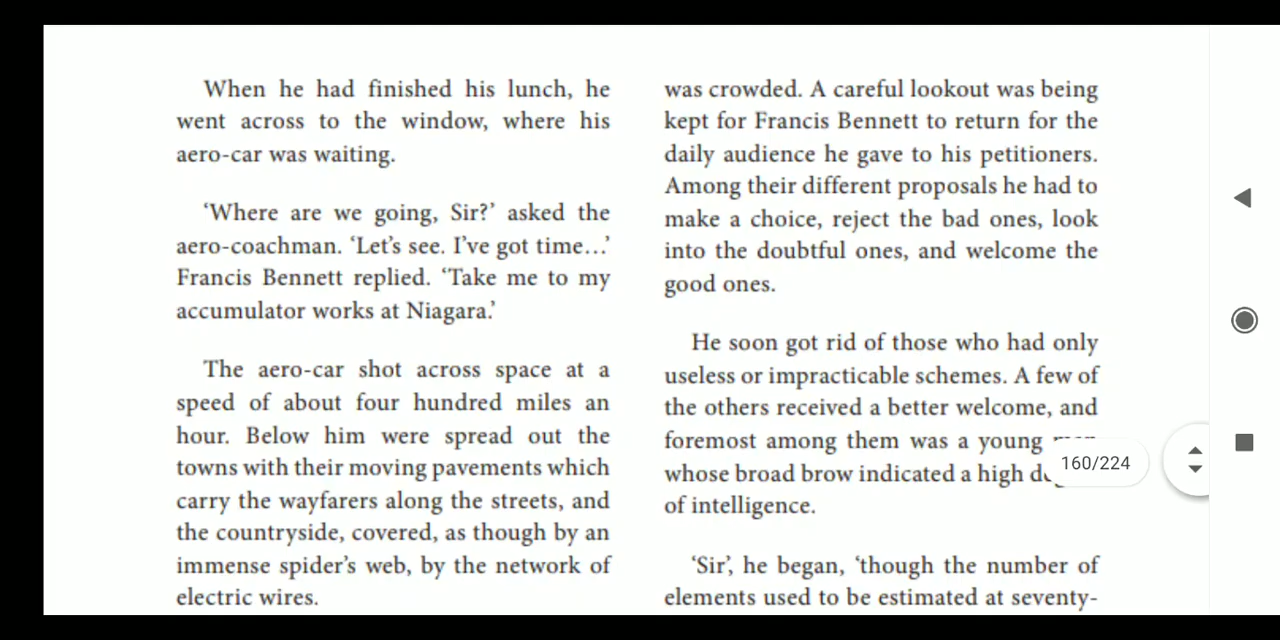 When he had finished his lunch, he
went across to the window, where his
aero-car was waiting.
‘Where are we going, Sir?’ asked the
aero-coachman. ‘Let’s see. I’ve got time…’
Francis Bennett replied. ‘Take me to my
accumulator works at Niagara.’
The aero-car shot across space at a
speed of about four hundred miles an
hour. Below him were spread out the
towns with their moving pavements which
carry the wayfarers along the streets, and
the countryside, covered, as though by an
immense spider’s web, by the network of
electric wires.
was crowded. A careful lookout was being
kept for Francis Bennett to return for the
daily audience he gave to his petitioners.
Among their different proposals he had to
make a choice, reject the bad ones, look
into the doubtful ones, and welcome the
good ones.
He soon got rid of those who had only
useless or impracticable schemes. A few of
the others received a better welcome, and
foremost among them was a young
whose broad brow indicated a high
of intelligence.
‘Sir’, he began, ‘though the number of
elements used to be estimated at seventy-
160/224